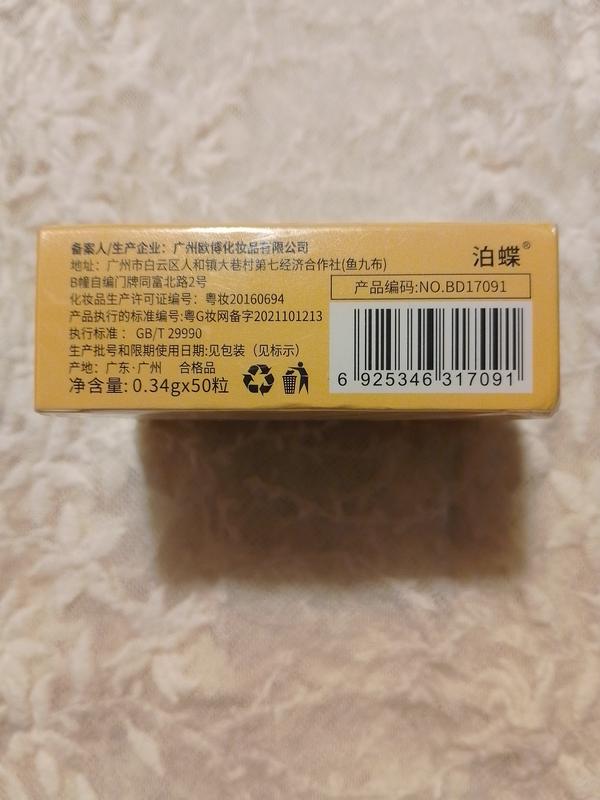 备案人/生产企业：广州欧博化妆品有限公司
地址：广州市白云区人和镇大巷村第七经济合作社(鱼九布)
B幢自编门牌同富北路2号
化妆品生产许可证编号：粤妆20160694
产品执行的标准编号:粤G妆网备字2021101213
执行标准：GB/T 29990
生产批号和限期使用日期:见包装（见标示）
产地：广东·广州 合格品
净含量: 0.34gx50粒
泊蝶®
产品编码:NO.BD17091
6 925346 317091